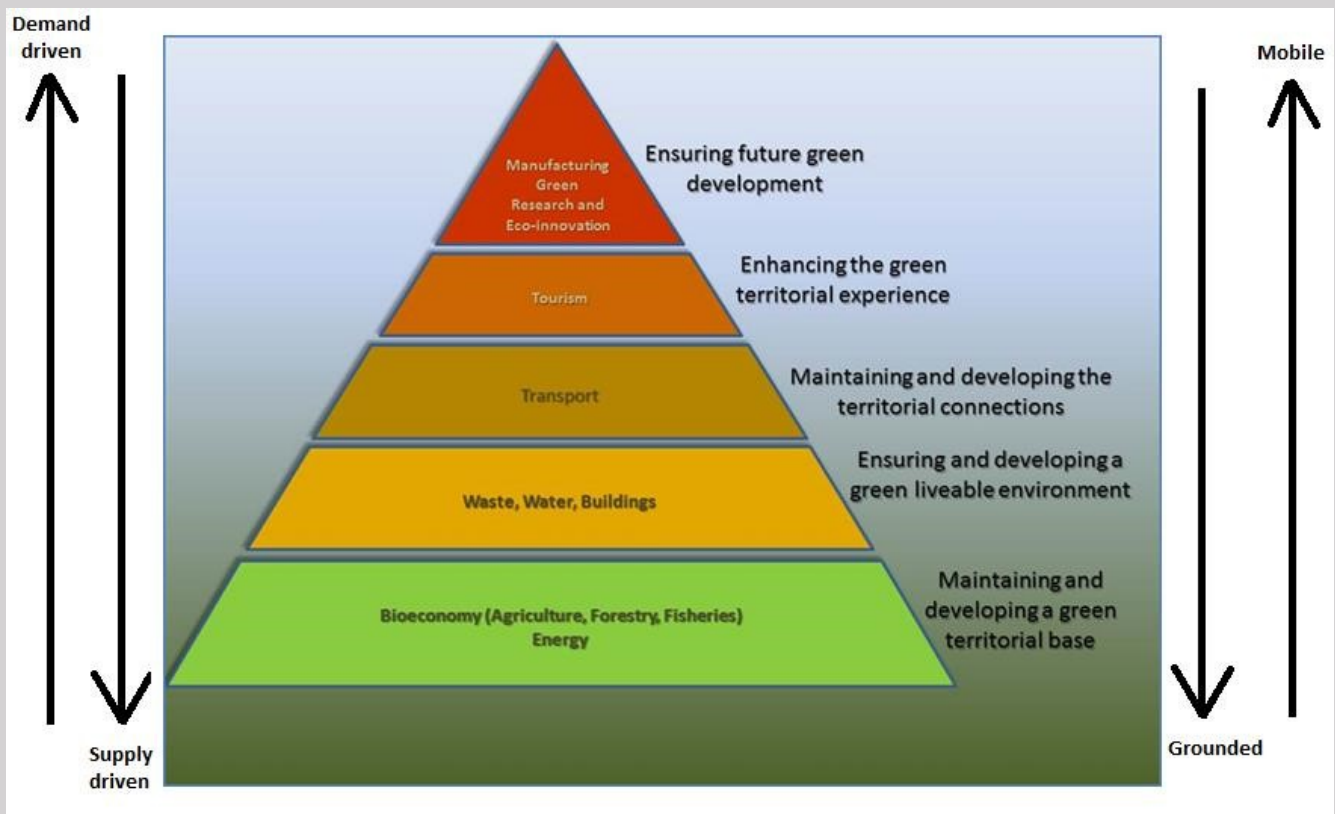 Demand
driven
Mobile
Manufacturing
Green
Research and
Eco-innovation
Ensuring future green
development
Tourism
Enhancing the green
territorial experience
Transport
Maintaining and developing the
territorial connections
Waste, Water, Buildings
Ensuring and developing a
green liveable environment
Bioeconomy (Agriculture, Forestry, Fisheries)
Energy
Maintaining and
developing a green
territorial base
Supply
driven
Grounded